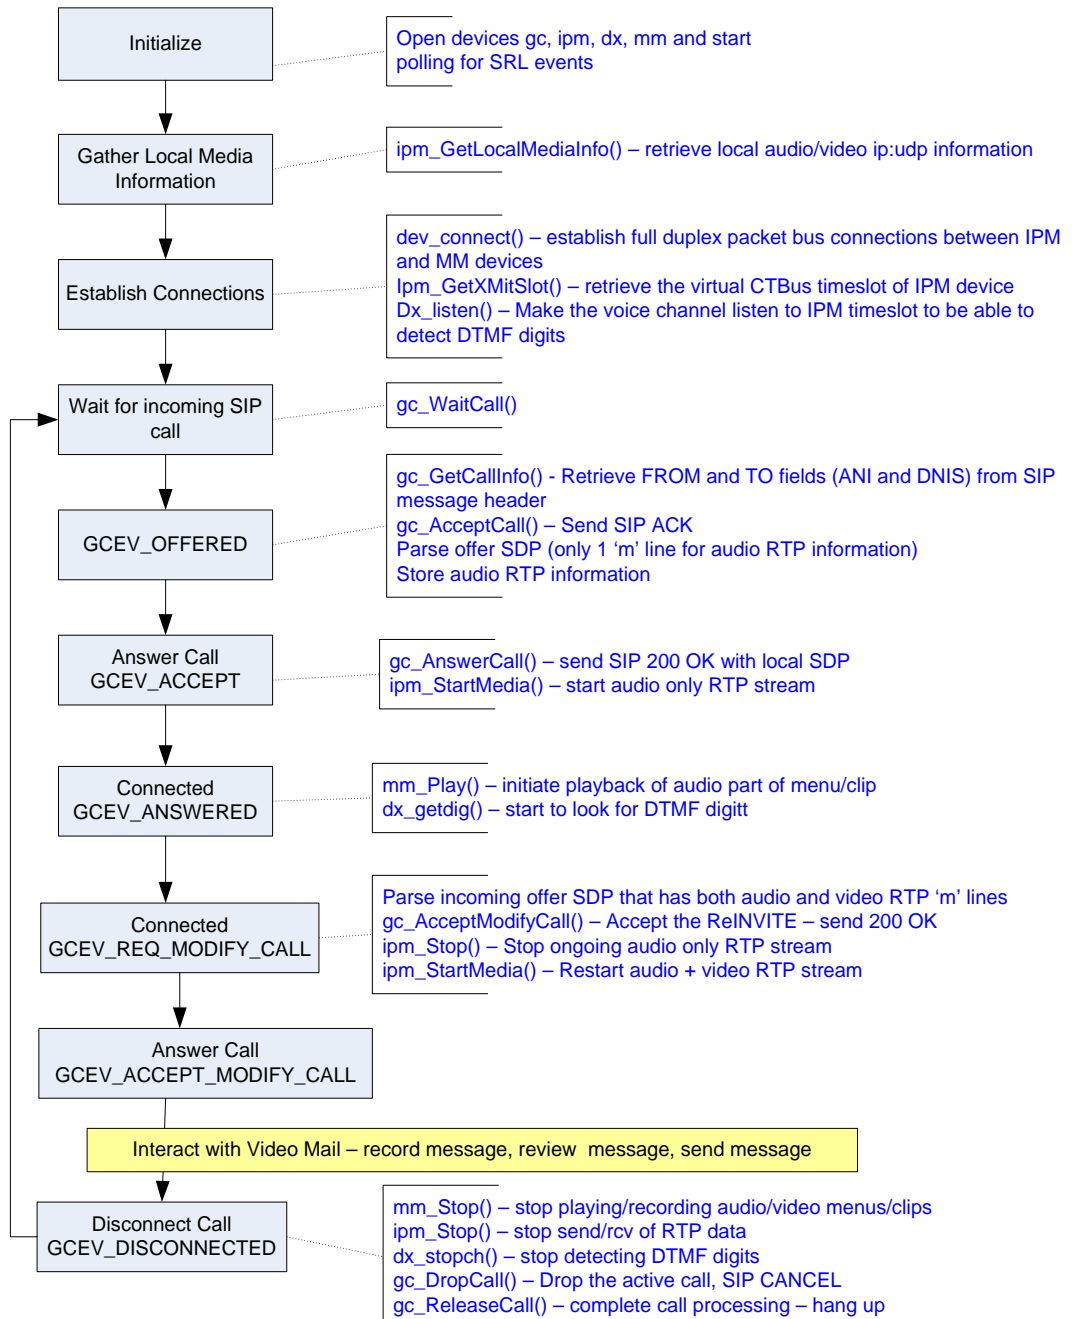 Initialize
Open devices gc, ipm, dx, mm and start
polling for SRL events
Gather Local Media
Information
ipm_GetLocalMediaInfo() – retrieve local audio/video ip:udp information
Establish Connections
dev_connect() – establish full duplex packet bus connections between IPM
and MM devices
Ipm_GetXMitSlot() – retrieve the virtual CTBus timeslot of IPM device
Dx_listen() – Make the voice channel listen to IPM timeslot to be able to
detect DTMF digits
Wait for incoming SIP
call
gc_WaitCall()
GCEV_OFFERED
gc_GetCallInfo() - Retrieve FROM and TO fields (ANI and DNIS) from SIP
message header
gc_AcceptCall() – Send SIP ACK
Parse offer SDP (only 1 ‘m’ line for audio RTP information)
Store audio RTP information
Answer Call
GCEV_ACCEPT
gc_AnswerCall() – send SIP 200 OK with local SDP
ipm_StartMedia() – start audio only RTP stream
Connected
GCEV_ANSWERED
mm_Play() – initiate playback of audio part of menu/clip
dx_getdig() – start to look for DTMF digitt
Connected
GCEV_REQ_MODIFY_CALL
Parse incoming offer SDP that has both audio and video RTP ‘m’ lines
gc_AcceptModifyCall() – Accept the ReINVITE – send 200 OK
ipm_Stop() – Stop ongoing audio only RTP stream
ipm_StartMedia() – Restart audio + video RTP stream
Answer Call
GCEV_ACCEPT_MODIFY_CALL
Interact with Video Mail – record message, review  message, send message
Disconnect Call
GCEV_DISCONNECTED
mm_Stop() – stop playing/recording audio/video menus/clips
ipm_Stop() – stop send/rcv of RTP data
dx_stopch() – stop detecting DTMF digits
gc_DropCall() – Drop the active call, SIP CANCEL
gc_ReleaseCall() – complete call processing – hang up